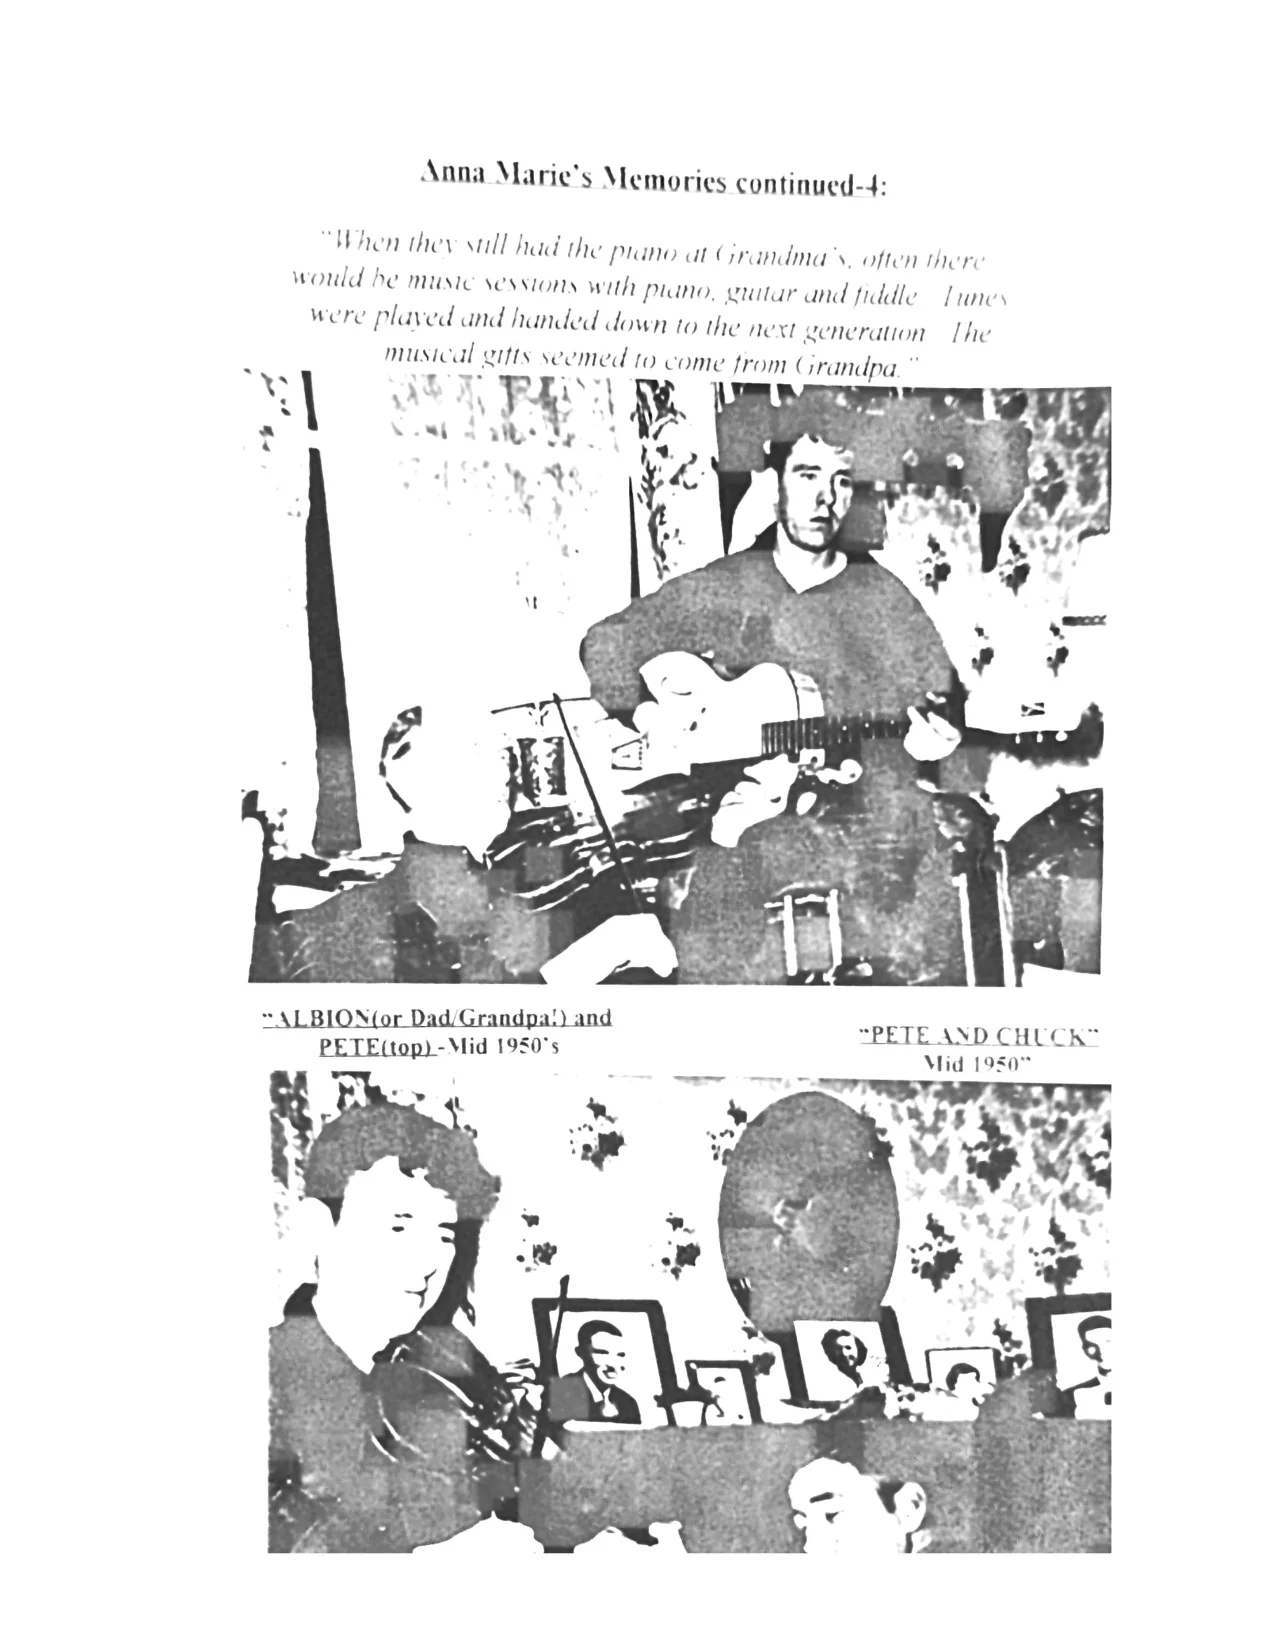 Anna Marie's Memories continued-4:
"When they still had the piano at Grandma's, often there
would be music sessions with piano, guitar and fiddle Tunes
were played and handed down to the next generation The
musical gifts seemed to come from Grandpa."
"ALBION(or Dad/Grandpa!) and
PETE(top) -Mid 1950's
"PETE AND CHUCK"
Mid 1950"